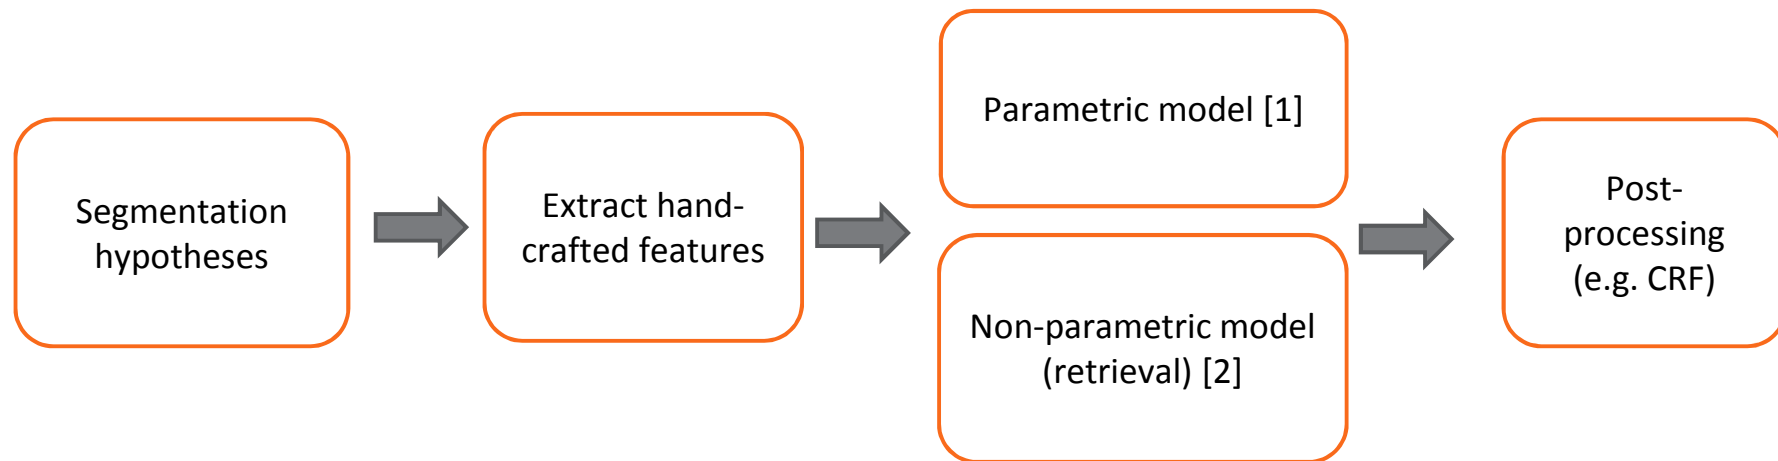 Segmentation
hypotheses
Extract hand-
crafted features
Parametric model [1]
Non-parametric model
(retrieval) [2]
Post-
processing
(e.g. CRF)